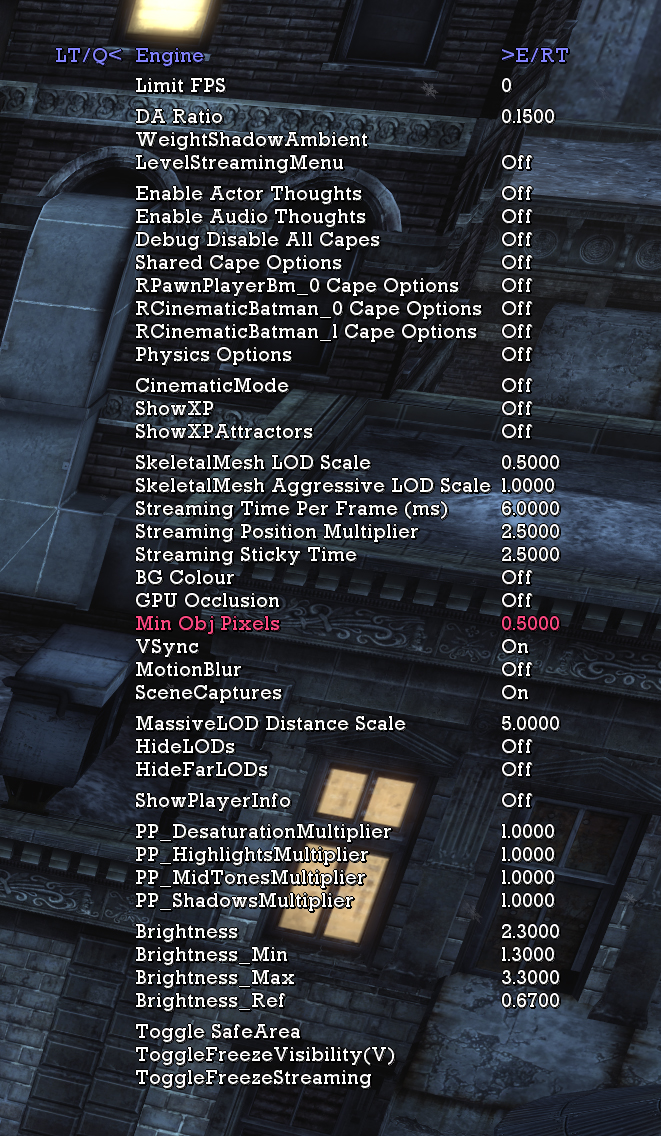 LT/Q< Engine >E/RT
Limit FPS 0
DA Ratio 0.1500
WeightShadowAmbient
LevelStreamingMenu Off
Enable Actor Thoughts Off
Enable Audio Thoughts Off
Debug Disable All Capes Off
Shared Cape Options Off
RPawnPlayerBm_0 Cape Options Off
RCinematicBatman_0 Cape Options Off
RCinematicBatman_1 Cape Options Off
Physics Options Off
CinematicMode Off
ShowXP Off
ShowXPAttractors Off
SkeletalMesh LOD Scale 0.5000
SkeletalMesh Aggressive LOD Scale 1.0000
Streaming Time Per Frame (ms) 6.0000
Streaming Position Multiplier 2.5000
Streaming Sticky Time 2.5000
BG Colour Off
GPU Occlusion Off
Min Obj Pixels 0.5000
VSync On
MotionBlur Off
SceneCaptures On
MassiveLOD Distance Scale 5.0000
HideLODs Off
HideFarLODs Off
ShowPlayerInfo Off
PP_DesaturationMultiplier 1.0000
PP_HighlightsMultiplier 1.0000
PP_MidTonesMultiplier 1.0000
PP_ShadowsMultiplier 1.0000
Brightness 2.3000
Brightness_Min 1.3000
Brightness_Max 3.3000
Brightness_Ref 0.6700
Toggle SafeArea
ToggleFreezeVisibility(V)
ToggleFreezeStreaming